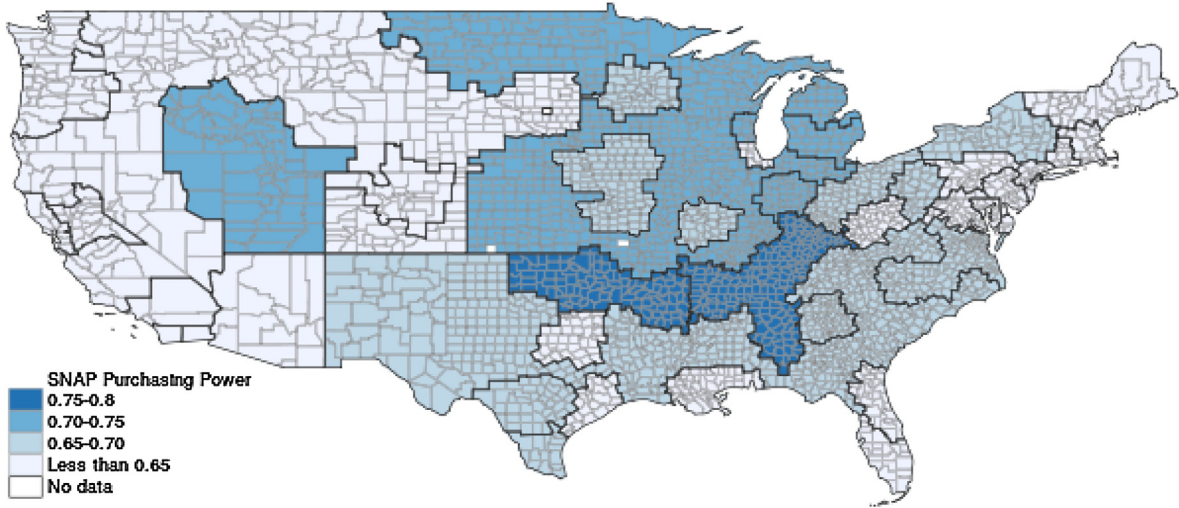 SNAP Purchasing Power
0.75-0.8
0.70-0.75
0.65-0.70
Less than 0.65
No data